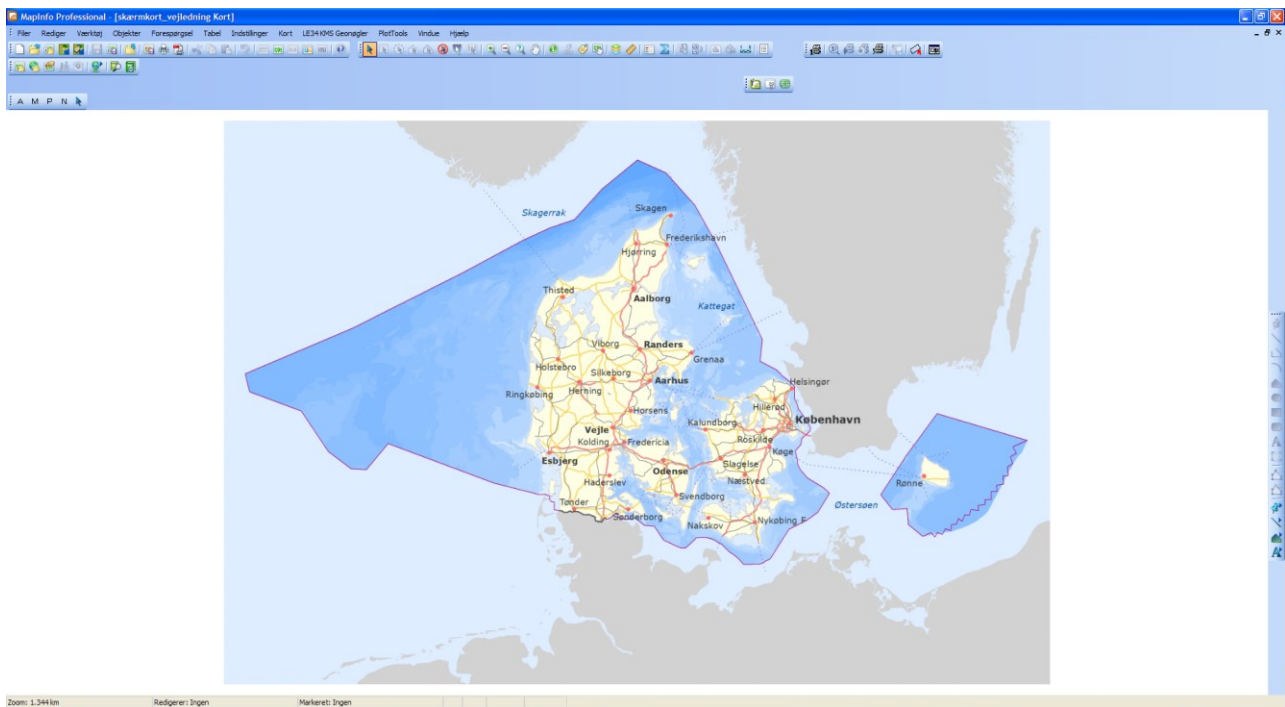 MapInfo Professional - [skærmkort_vejledning Kort]
Filer Rediger Værktøj Objekter Forespørgsel Tabel Indstillinger Kort LE34 KMS Geonøgler PlotTools Vindue Hjælp
A M P N
Skagerrak
Skagen
Frederikshavn
Hjørring
Thisted
Aalborg
Kattegat
Viborg
Randers
Grenaa
Holstebro
Silkeborg
Aarhus
Helsingør
Ringkøbing
Herning
Hillerød
Horsens
København
Kalundborg
Vejle
Roskilde
Kolding
Fredericia
Køge
Esbjerg
Slagelse
Odense
Næstved
Haderslev
Rønne
Svendborg
Tønder
Østersøen
Sønderborg
Nakskov
Nykøbing F
Zoom: 1.344 km Redigerer: Ingen Markeret: Ingen